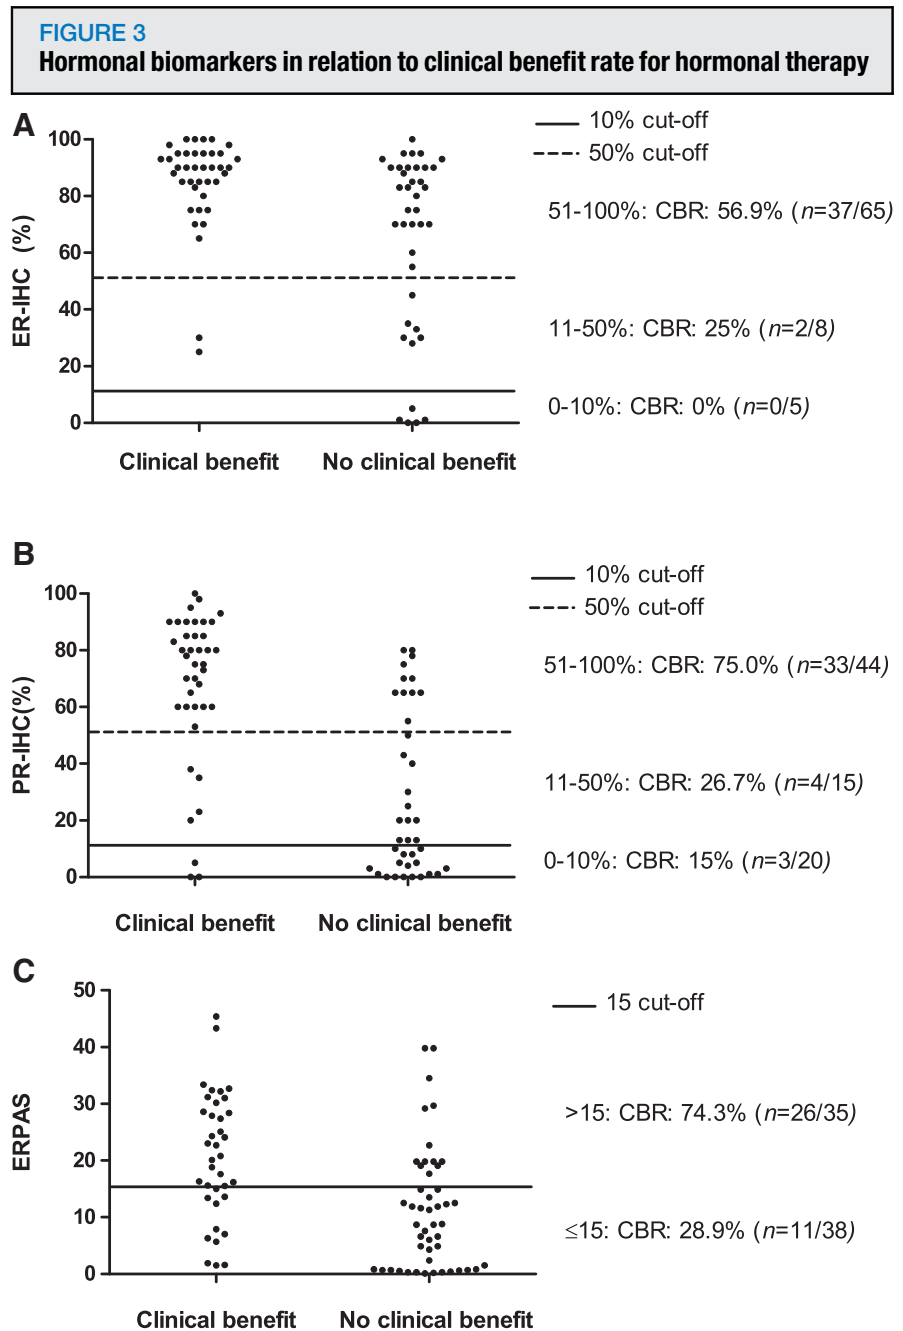 FIGURE 3
Hormonal biomarkers in relation to clinical benefit rate for hormonal therapy
A
ER-IHC (%)
100
80
60
40
20
0
Clinical benefit
No clinical benefit
10% cut-off
50% cut-off
51-100%: CBR: 56.9% (n=37/65)
11-50%: CBR: 25% (n=2/8)
0-10%: CBR: 0% (n=0/5)
B
PR-IHC(%)
100
80
60
40
20
0
Clinical benefit
No clinical benefit
10% cut-off
50% cut-off
51-100%: CBR: 75.0% (n=33/44)
11-50%: CBR: 26.7% (n=4/15)
0-10%: CBR: 15% (n=3/20)
C
ERPAS
50
40
30
20
10
0
Clinical benefit
No clinical benefit
15 cut-off
>15: CBR: 74.3% (n=26/35)
≤15: CBR: 28.9% (n=11/38)